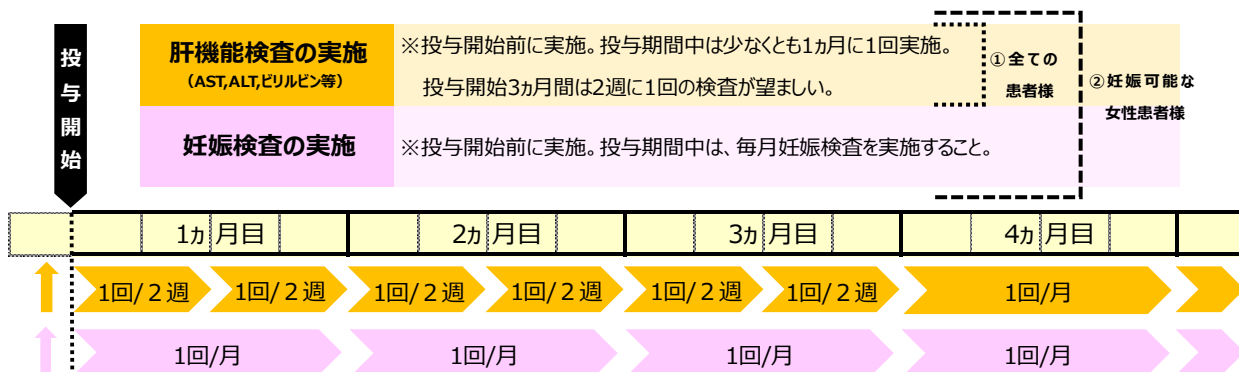 投与開始
肝機能検査の実施
（AST,ALT,ビリルビン等）
※投与開始前に実施。投与期間中は少なくとも1ヵ月に1回実施。
投与開始3ヵ月間は2週に1回の検査が望ましい。
①全ての
患者様
②妊娠可能な
女性患者様
妊娠検査の実施
※投与開始前に実施。投与期間中は、毎月妊娠検査を実施すること。
1ヵ月目 2ヵ月目 3ヵ月目 4ヵ月目
1回/２週 1回/２週 1回/２週 1回/２週 1回/２週 1回/２週 1回/月
1回/月 1回/月 1回/月 1回/月